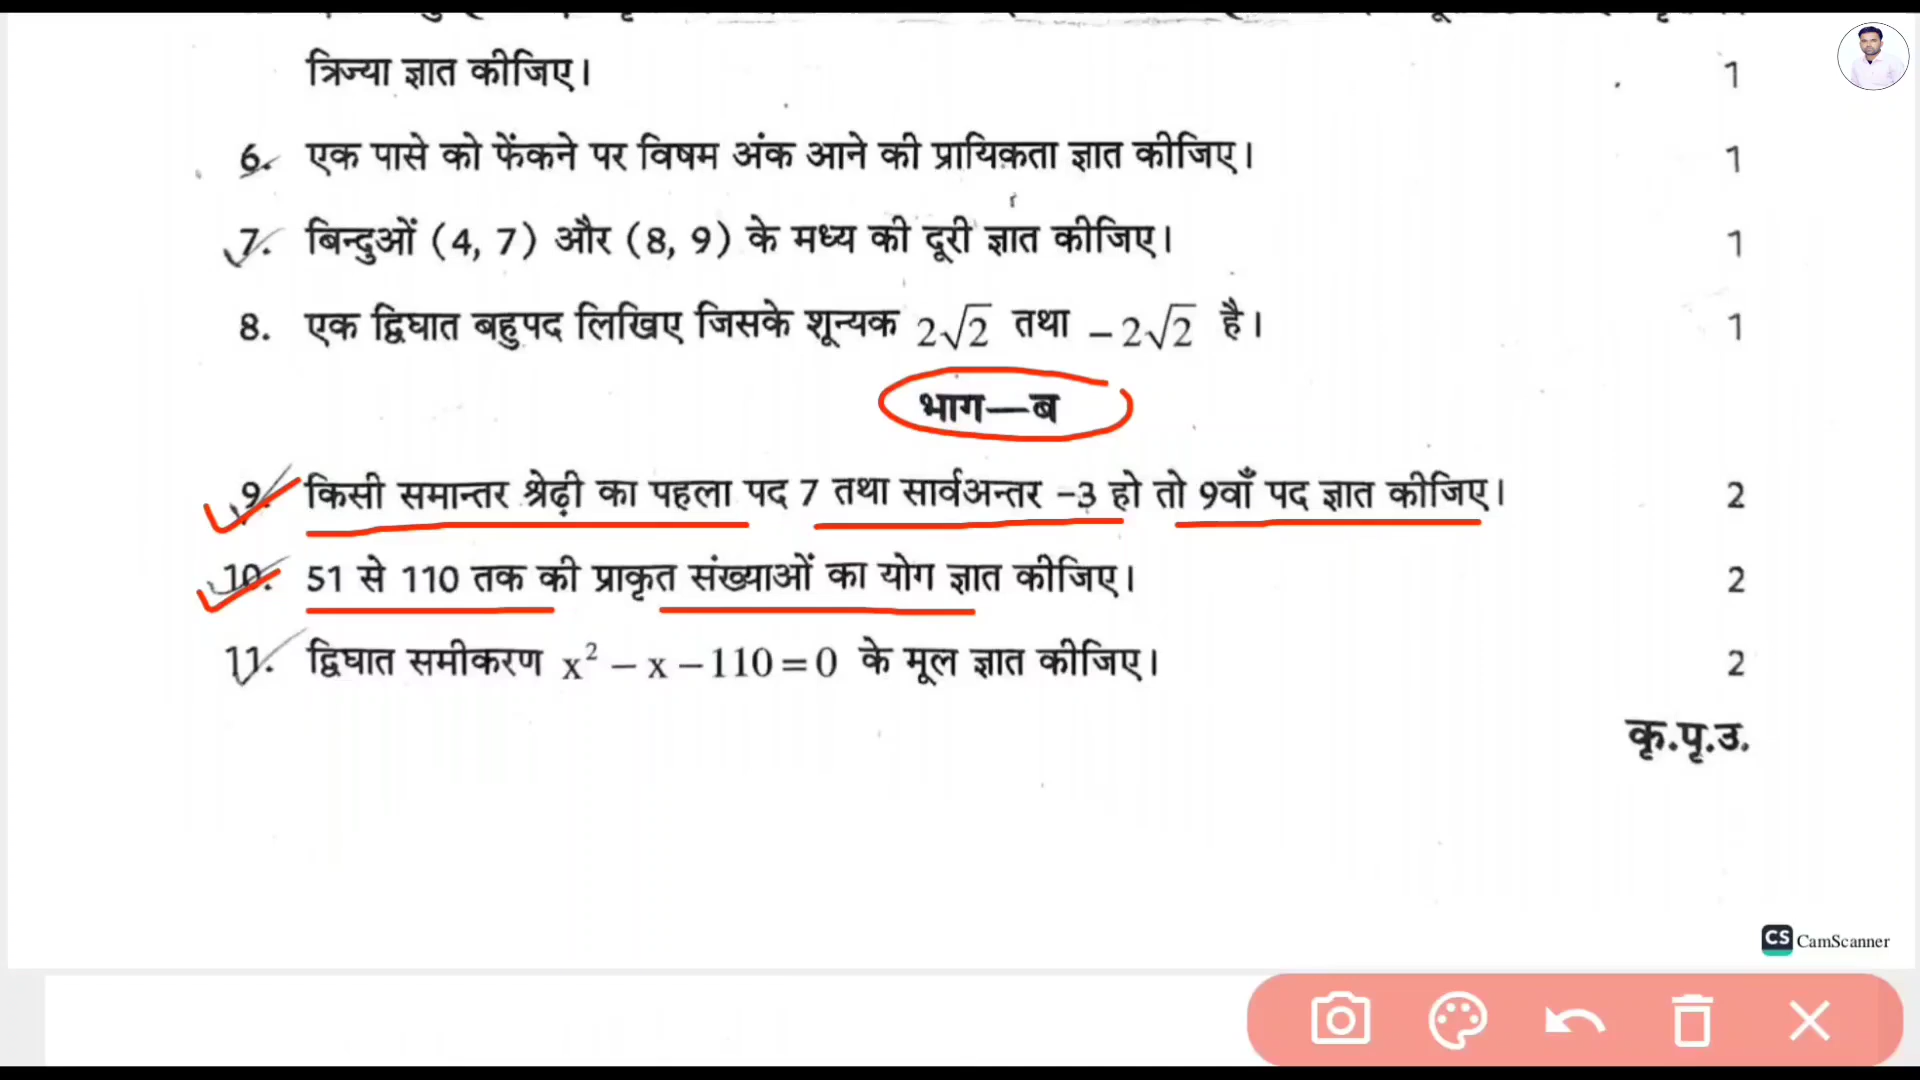 त्रिज्या ज्ञात कीजिए। 1
6. एक पासे को फेंकने पर विषम अंक आने की प्रायिकता ज्ञात कीजिए। 1
7. बिन्दुओं (4, 7) और (8, 9) के मध्य की दूरी ज्ञात कीजिए। 1
8. एक द्विघात बहुपद लिखिए जिसके शून्यक 2√2 तथा –2√2 है। 1
भाग—ब
9. किसी समान्तर श्रेढ़ी का पहला पद 7 तथा सार्वअन्तर -3 हो तो 9वाँ पद ज्ञात कीजिए। 2
10. 51 से 110 तक की प्राकृत संख्याओं का योग ज्ञात कीजिए। 2
11. द्विघात समीकरण x² – x – 110 = 0 के मूल ज्ञात कीजिए। 2
कृ.पृ.उ.
CS CamScanner